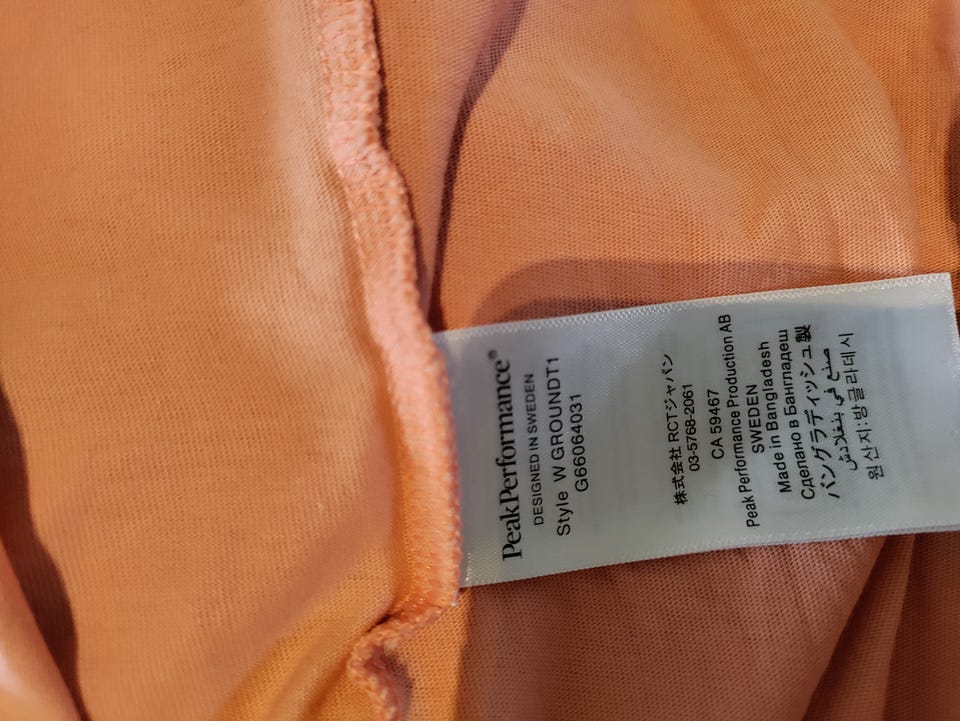 PeakPerformance®
DESIGNED IN SWEDEN
Style W GROUNDT1
G66064031
株式会社 RCTジャパン
03-5768-2061
CA 59467
Peak Performance Production AB
SWEDEN
Made in Bangladesh
Сделано в Бангладеш
バングラディッシュ製
صنع في بنغلاديش
원산지:방글라데시